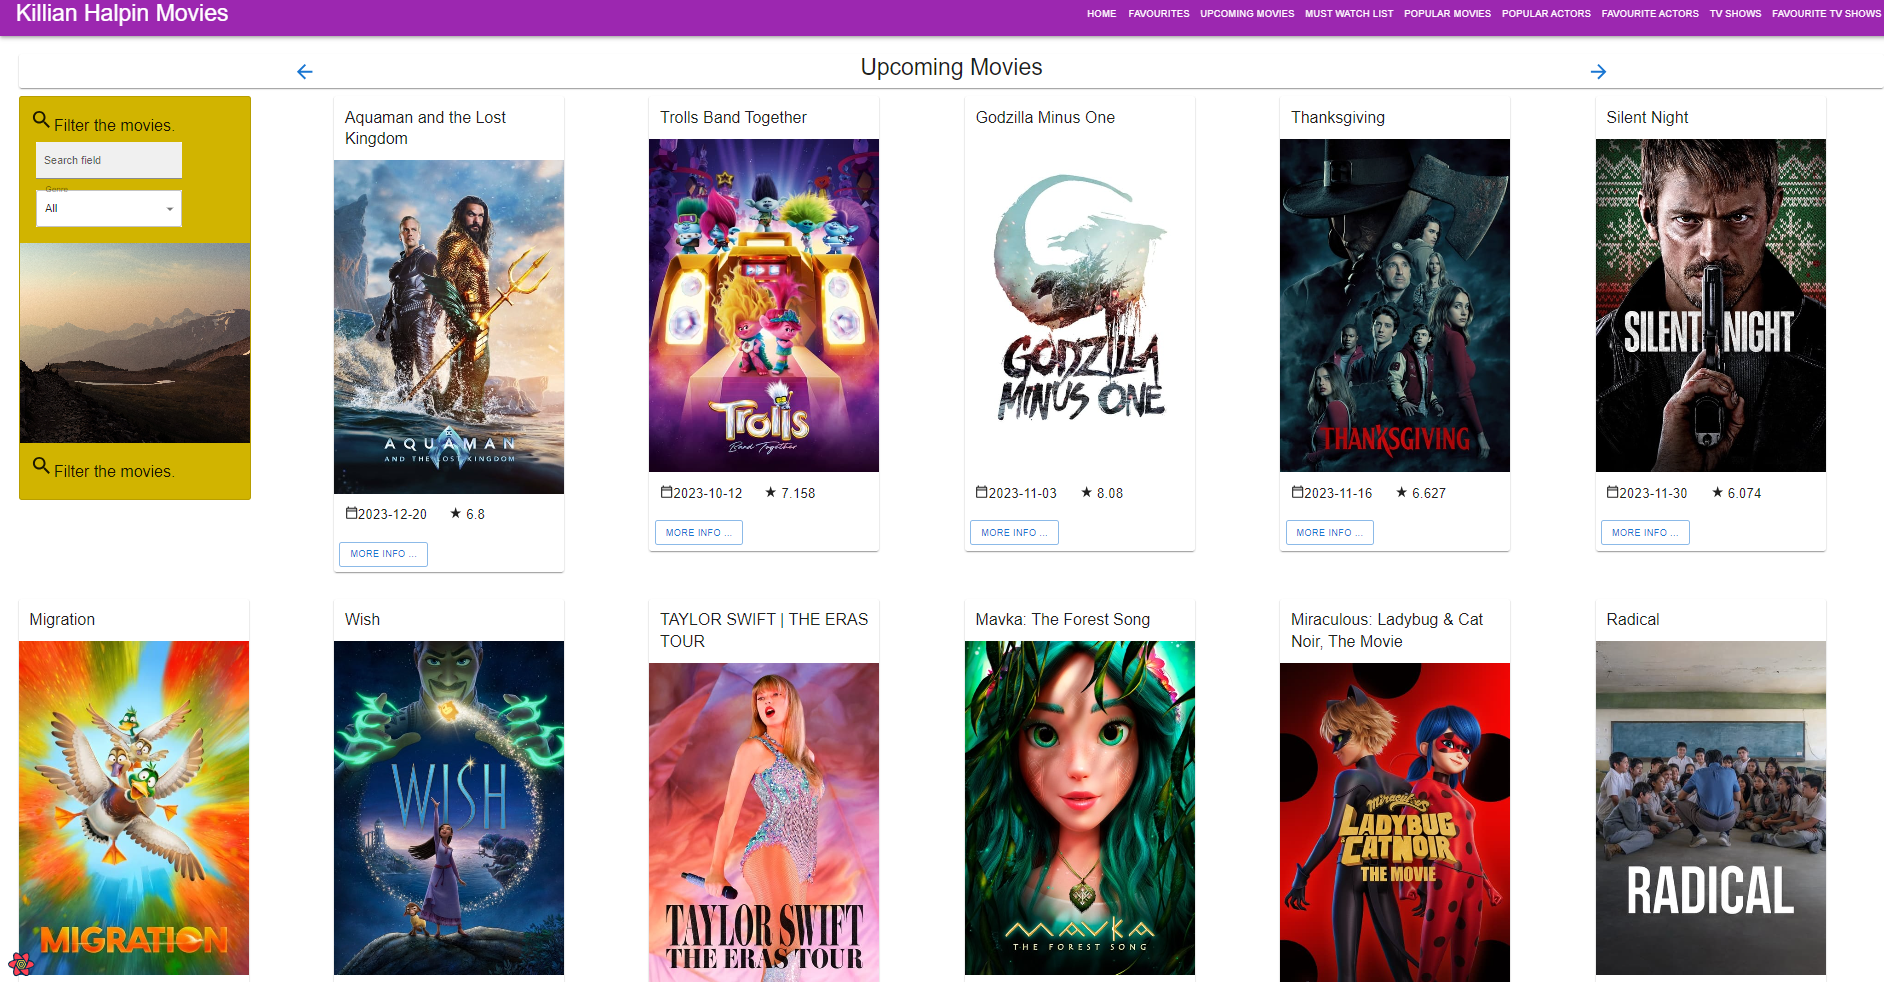 Killian Halpin Movies
HOME FAVOURITES UPCOMING MOVIES MUST WATCH LIST POPULAR MOVIES POPULAR ACTORS FAVOURITE ACTORS TV SHOWS FAVOURITE TV SHOWS
Upcoming Movies
Filter the movies.
Search field
Genre
All
Filter the movies.
Aquaman and the Lost
Kingdom
AQUAMAN
AND THE LOST KINGDOM
2023-12-20 6.8
MORE INFO ...
Trolls Band Together
Trolls
Band Together
2023-10-12 7.158
MORE INFO ...
Godzilla Minus One
GODZILLA
MINUS ONE
2023-11-03 8.08
MORE INFO ...
Thanksgiving
THANKSGIVING
2023-11-16 6.627
MORE INFO ...
Silent Night
SILENT NIGHT
2023-11-30 6.074
MORE INFO ...
Migration
MIGRATION
Wish
WISH
TAYLOR SWIFT | THE ERAS
TOUR
TAYLOR SWIFT
THE ERAS TOUR
Mavka: The Forest Song
MAVKA
THE FOREST SONG
Miraculous: Ladybug & Cat
Noir, The Movie
Miraculous
LADYBUG
CATNOIR
THE MOVIE
Radical
RADICAL